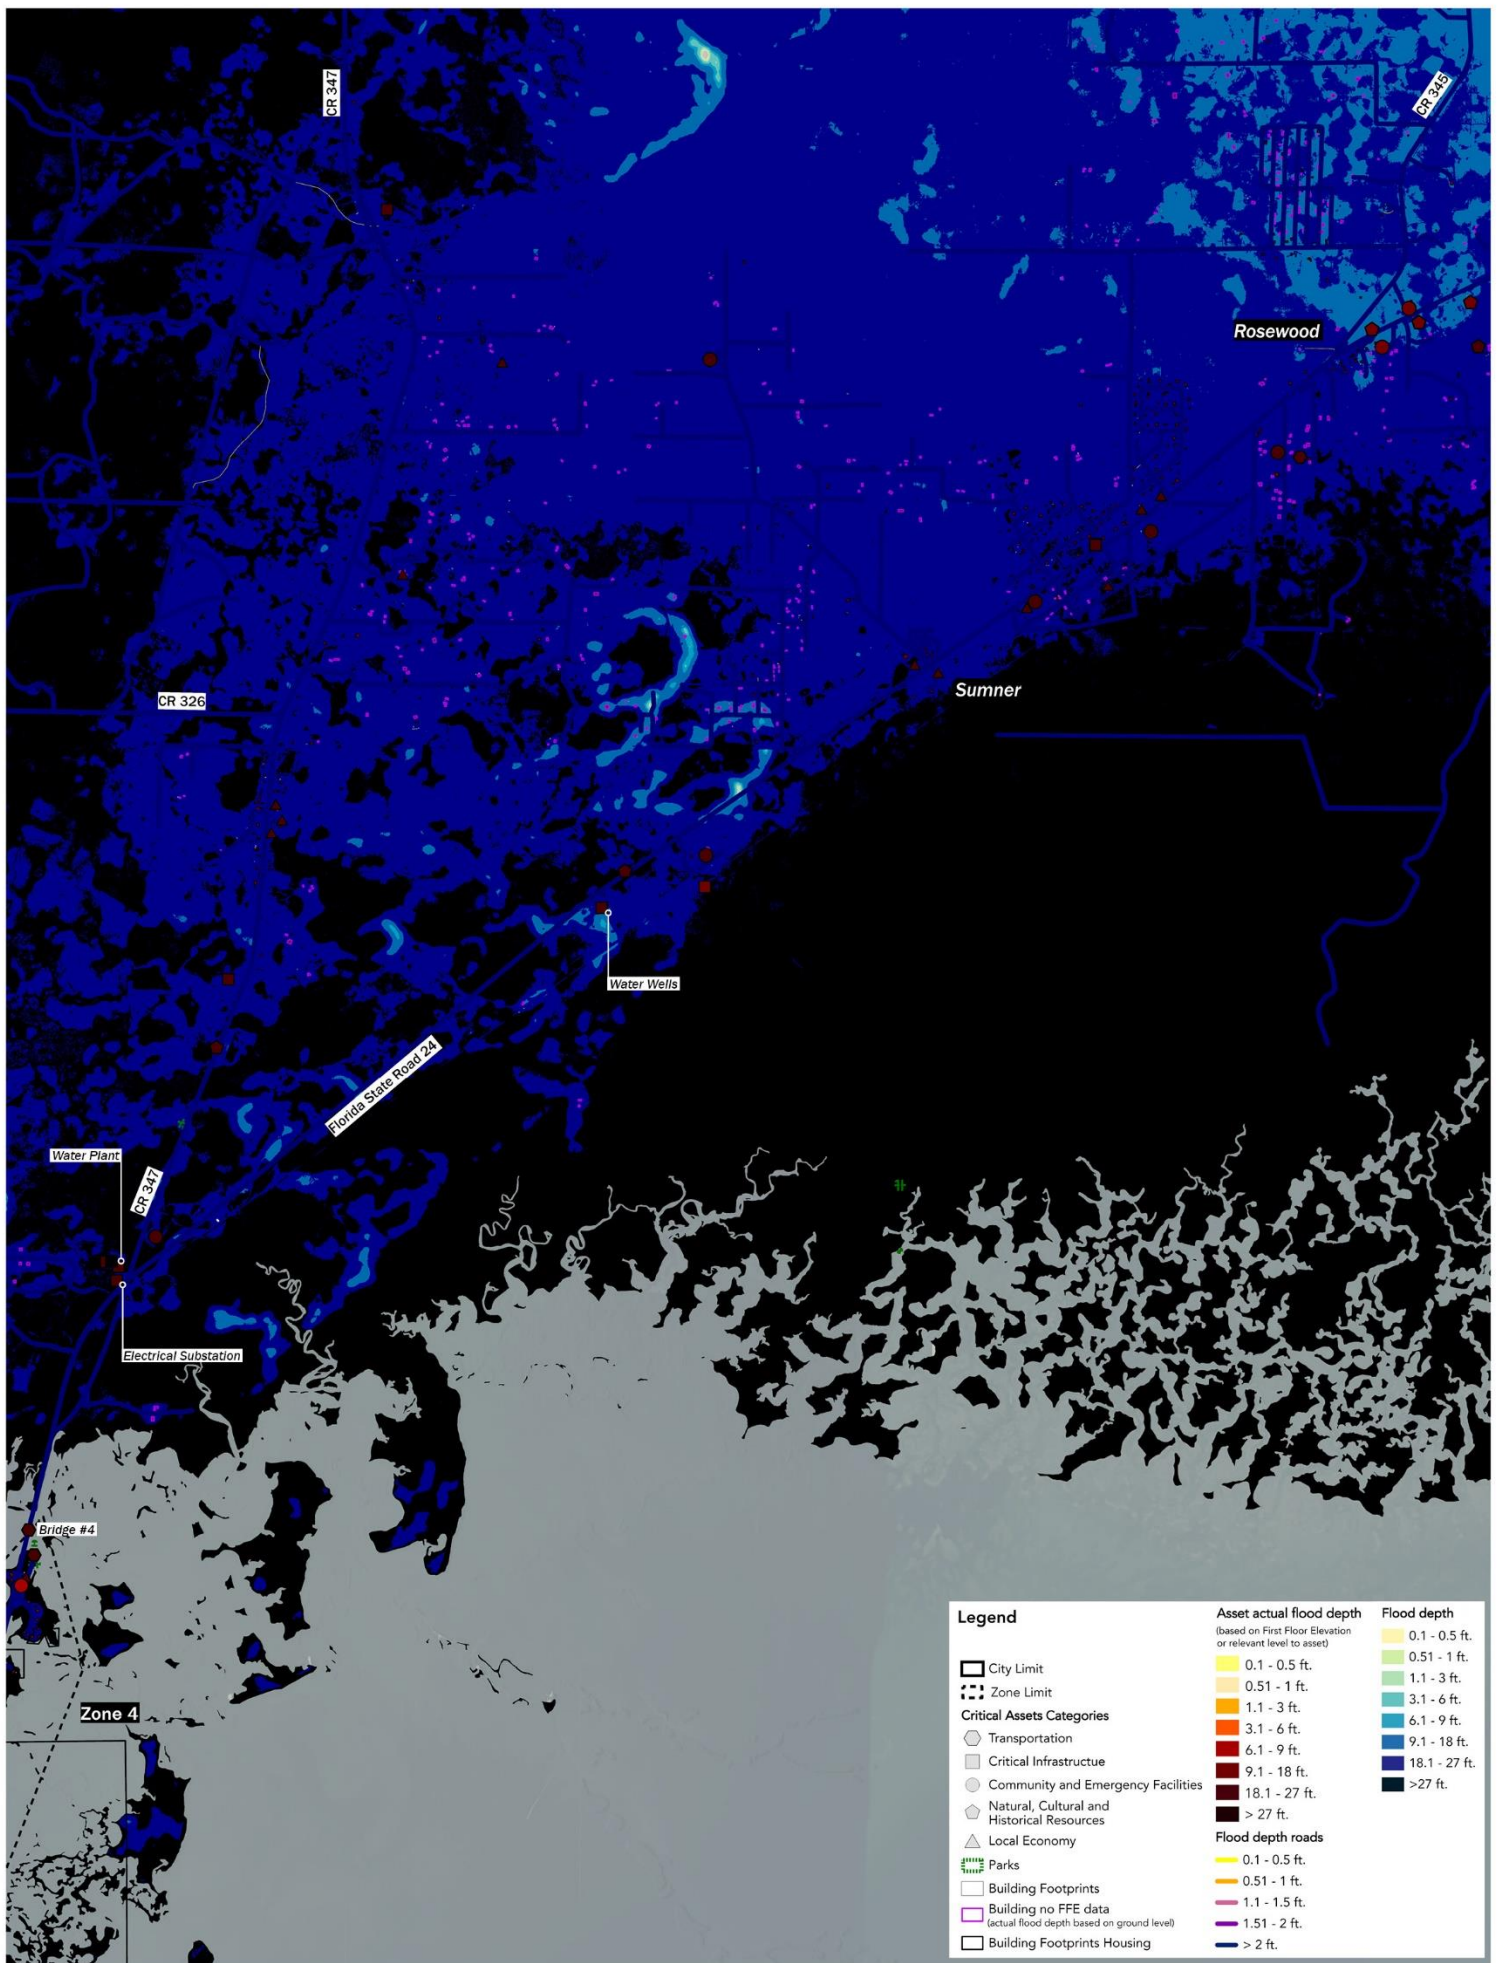 CR 347
CR 345
Rosewood
CR 326
Sumner
Water Wells
Florida State Road 24
Water Plant
CR 347
Electrical Substation
Bridge #4
Zone 4
Legend
City Limit
Zone Limit
Critical Assets Categories
Transportation
Critical Infrastructue
Community and Emergency Facilities
Natural, Cultural and
Historical Resources
Local Economy
Parks
Building Footprints
Building no FFE data
(actual flood depth based on ground level)
Building Footprints Housing
Asset actual flood depth
(based on First Floor Elevation
or relevant level to asset)
0.1 - 0.5 ft.
0.51 - 1 ft.
1.1 - 3 ft.
3.1 - 6 ft.
6.1 - 9 ft.
9.1 - 18 ft.
18.1 - 27 ft.
> 27 ft.
Flood depth roads
0.1 - 0.5 ft.
0.51 - 1 ft.
1.1 - 1.5 ft.
1.51 - 2 ft.
> 2 ft.
Flood depth
0.1 - 0.5 ft.
0.51 - 1 ft.
1.1 - 3 ft.
3.1 - 6 ft.
6.1 - 9 ft.
9.1 - 18 ft.
18.1 - 27 ft.
>27 ft.